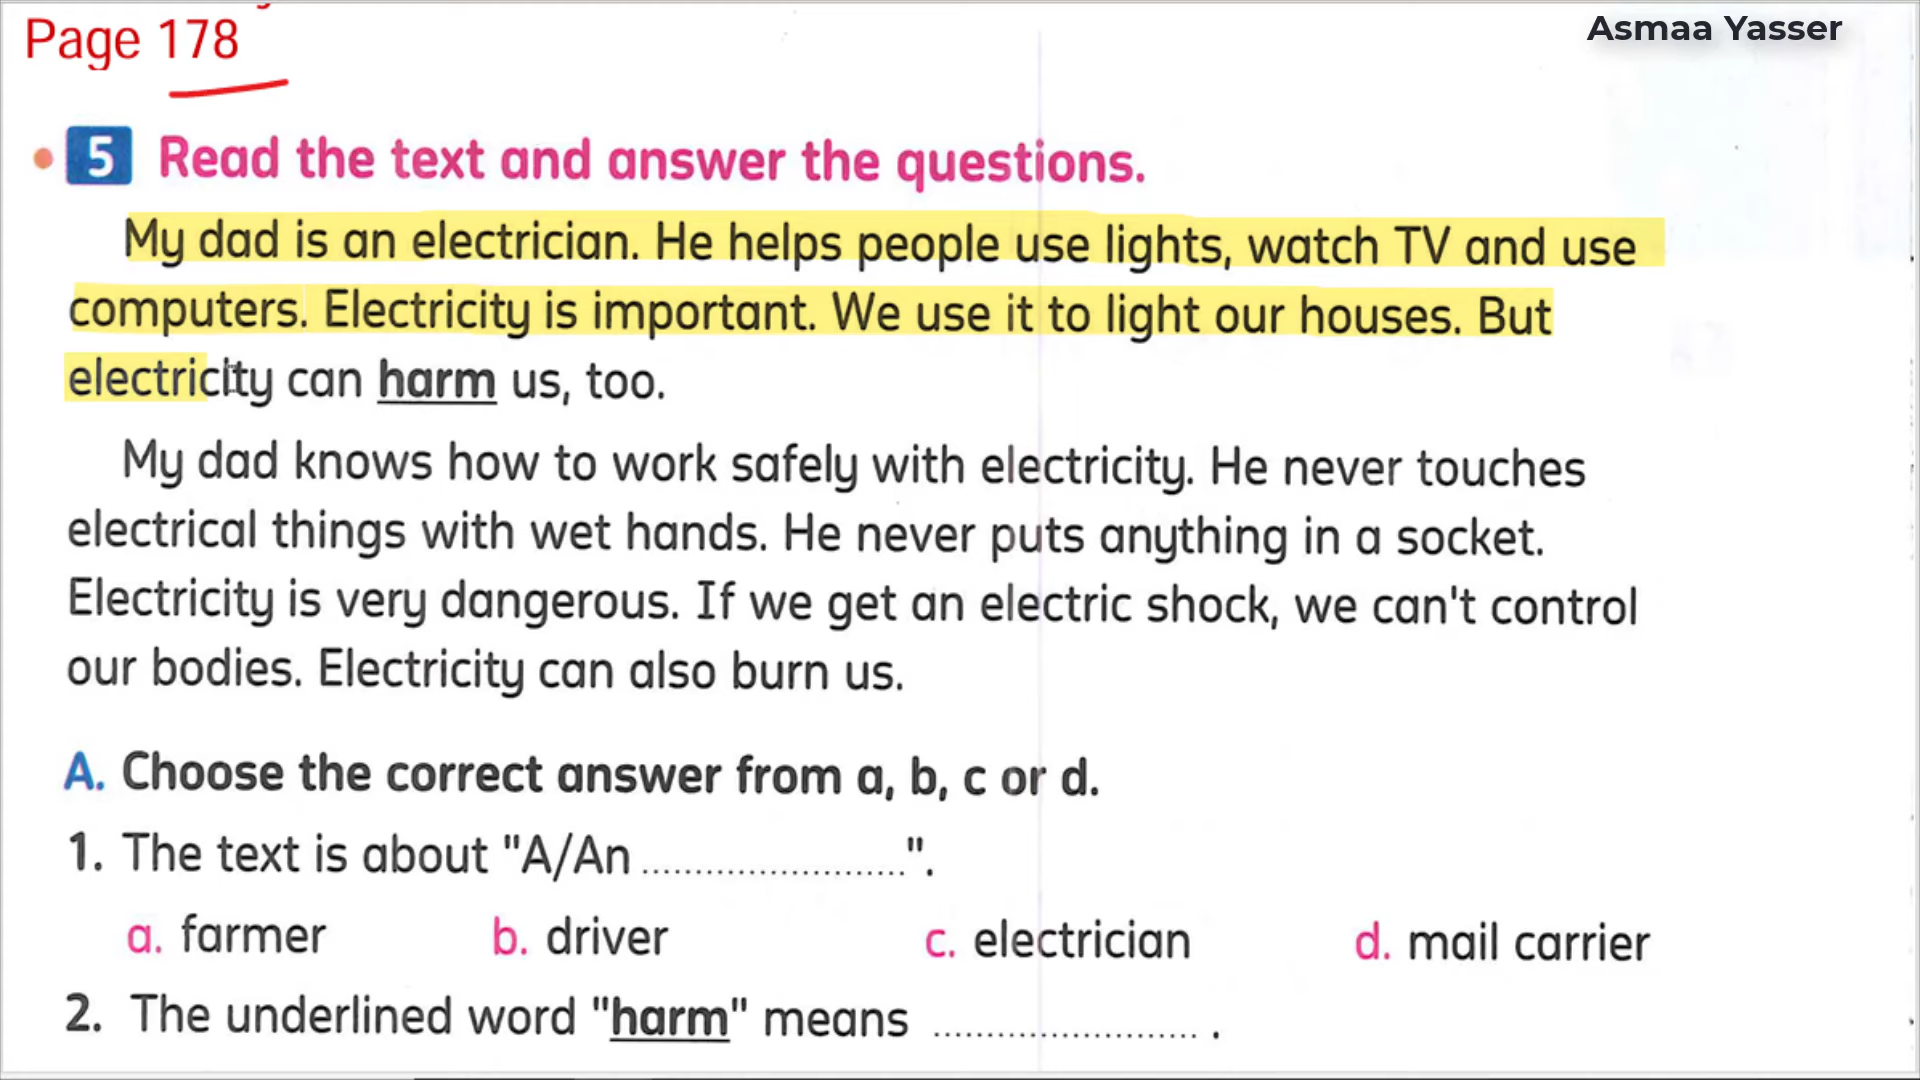 Page 178
Asmaa Yasser
5 Read the text and answer the questions.
My dad is an electrician. He helps people use lights, watch TV and use
computers. Electricity is important. We use it to light our houses. But
electricity can harm us, too.
My dad knows how to work safely with electricity. He never touches
electrical things with wet hands. He never puts anything in a socket.
Electricity is very dangerous. If we get an electric shock, we can't control
our bodies. Electricity can also burn us.
A. Choose the correct answer from a, b, c or d.
1. The text is about "A/An ........................".
a. farmer b. driver c. electrician d. mail carrier
2. The underlined word "harm" means ........................ .